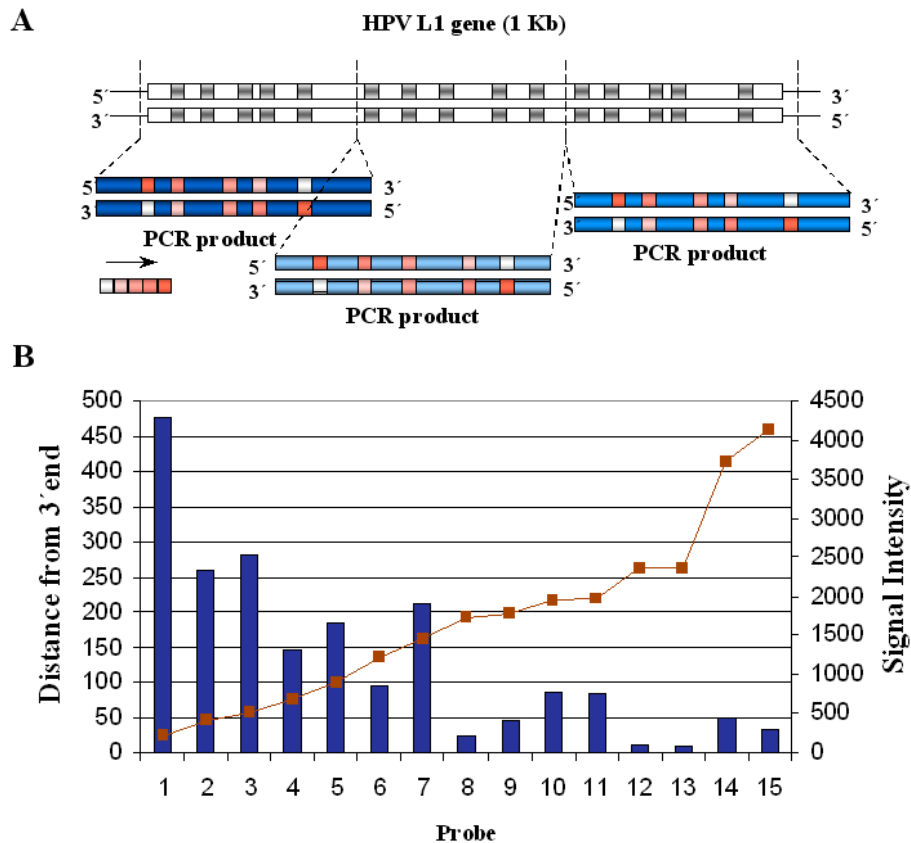 A
HPV L1 gene (1 Kb)
5´ 3´
3´ 5´
5´ 3´
3 5´
PCR product
5´ 3´
3´ 5´
PCR product
5´ 3´
3´ 5´
PCR product
B
Distance from 3´end
500
450
400
350
300
250
200
150
100
50
0
4500
4000
3500
3000
2500
2000
1500
1000
500
0
Signal Intensity
1 2 3 4 5 6 7 8 9 10 11 12 13 14 15
Probe